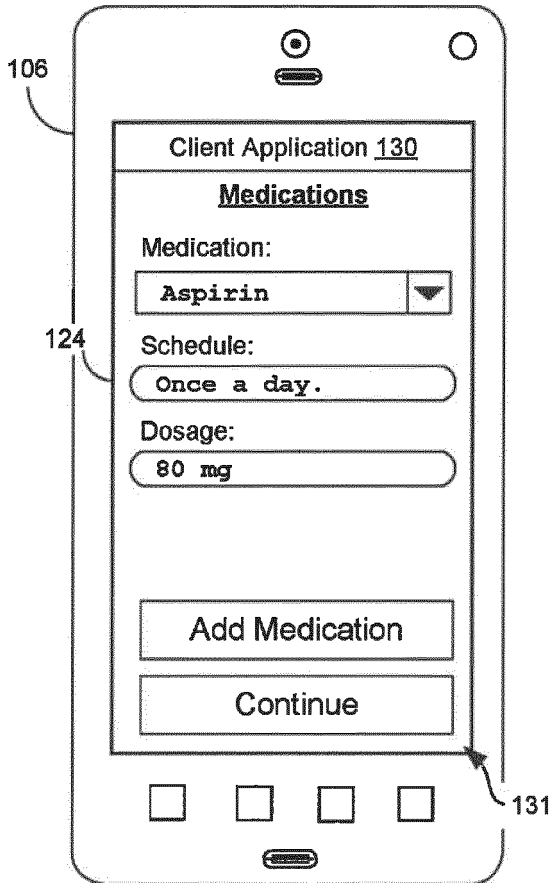 106
Client Application 130
Medications
Medication:
Aspirin
124
Schedule:
Once a day.
Dosage:
80 mg
Add Medication
Continue
131